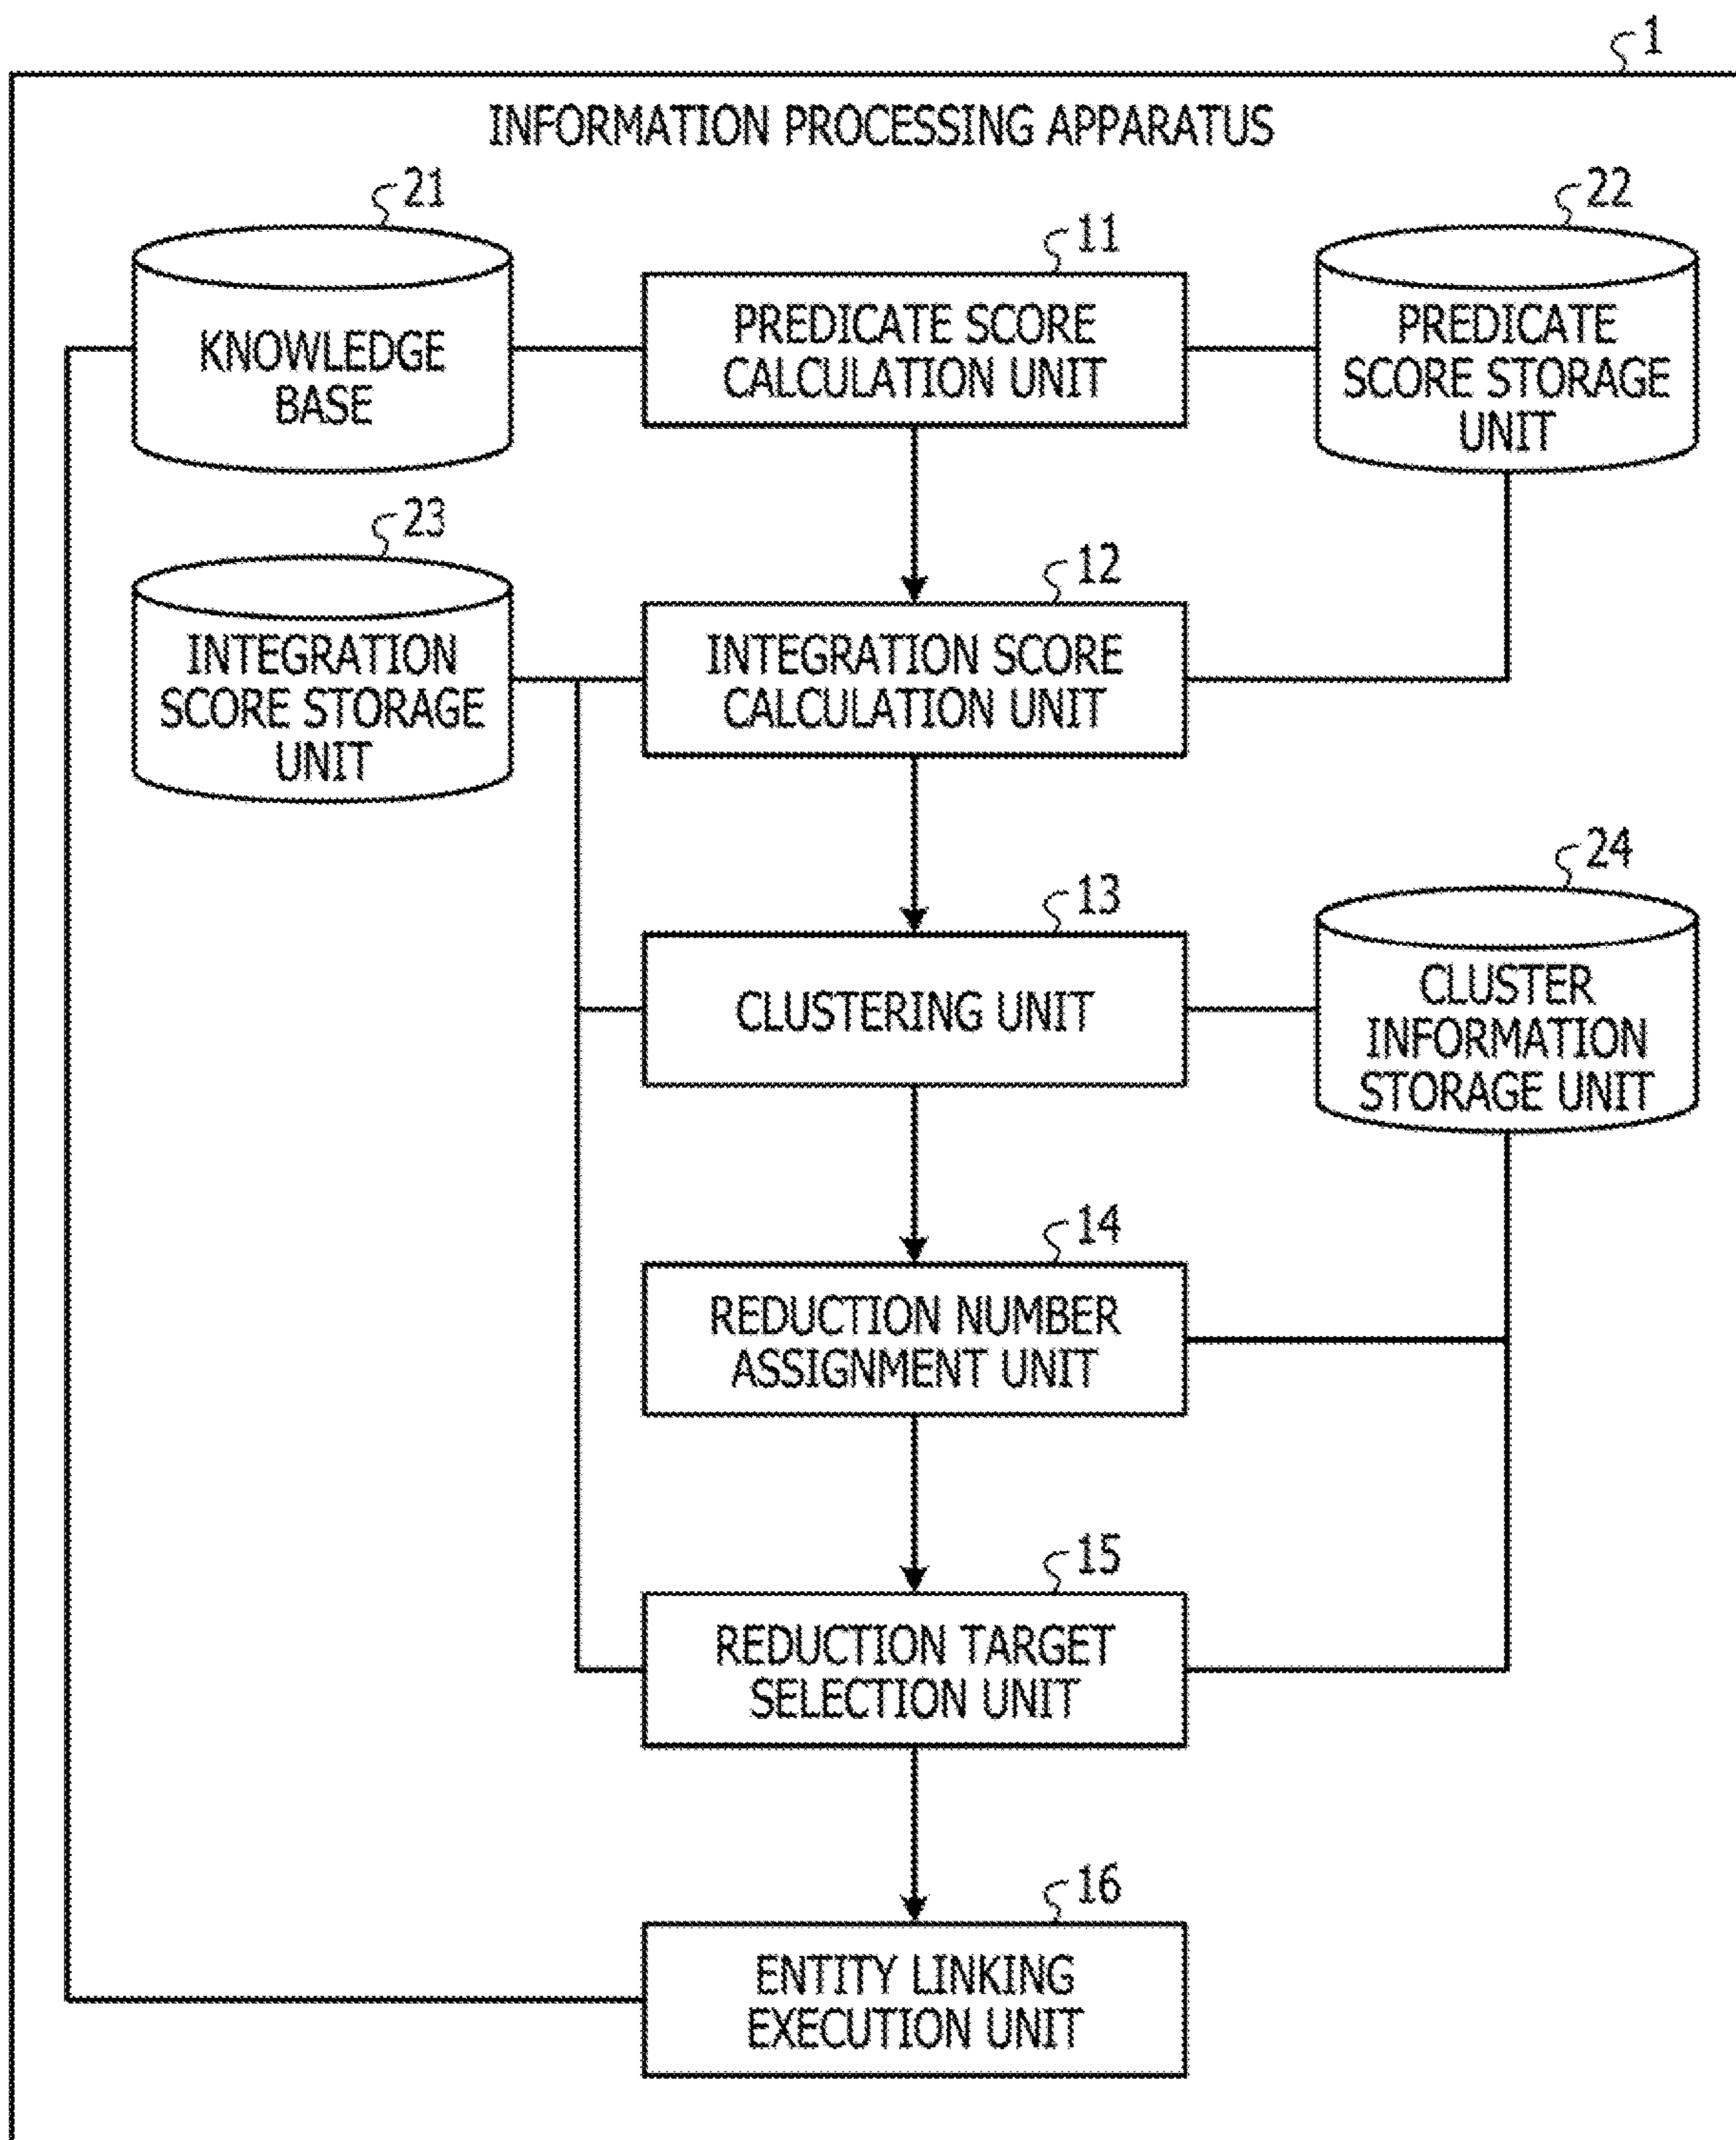 1
INFORMATION PROCESSING APPARATUS
21
KNOWLEDGE
BASE
11
PREDICATE SCORE
CALCULATION UNIT
22
PREDICATE
SCORE STORAGE
UNIT
23
INTEGRATION
SCORE STORAGE
UNIT
12
INTEGRATION SCORE
CALCULATION UNIT
13
CLUSTERING UNIT
24
CLUSTER
INFORMATION
STORAGE UNIT
14
REDUCTION NUMBER
ASSIGNMENT UNIT
15
REDUCTION TARGET
SELECTION UNIT
16
ENTITY LINKING
EXECUTION UNIT